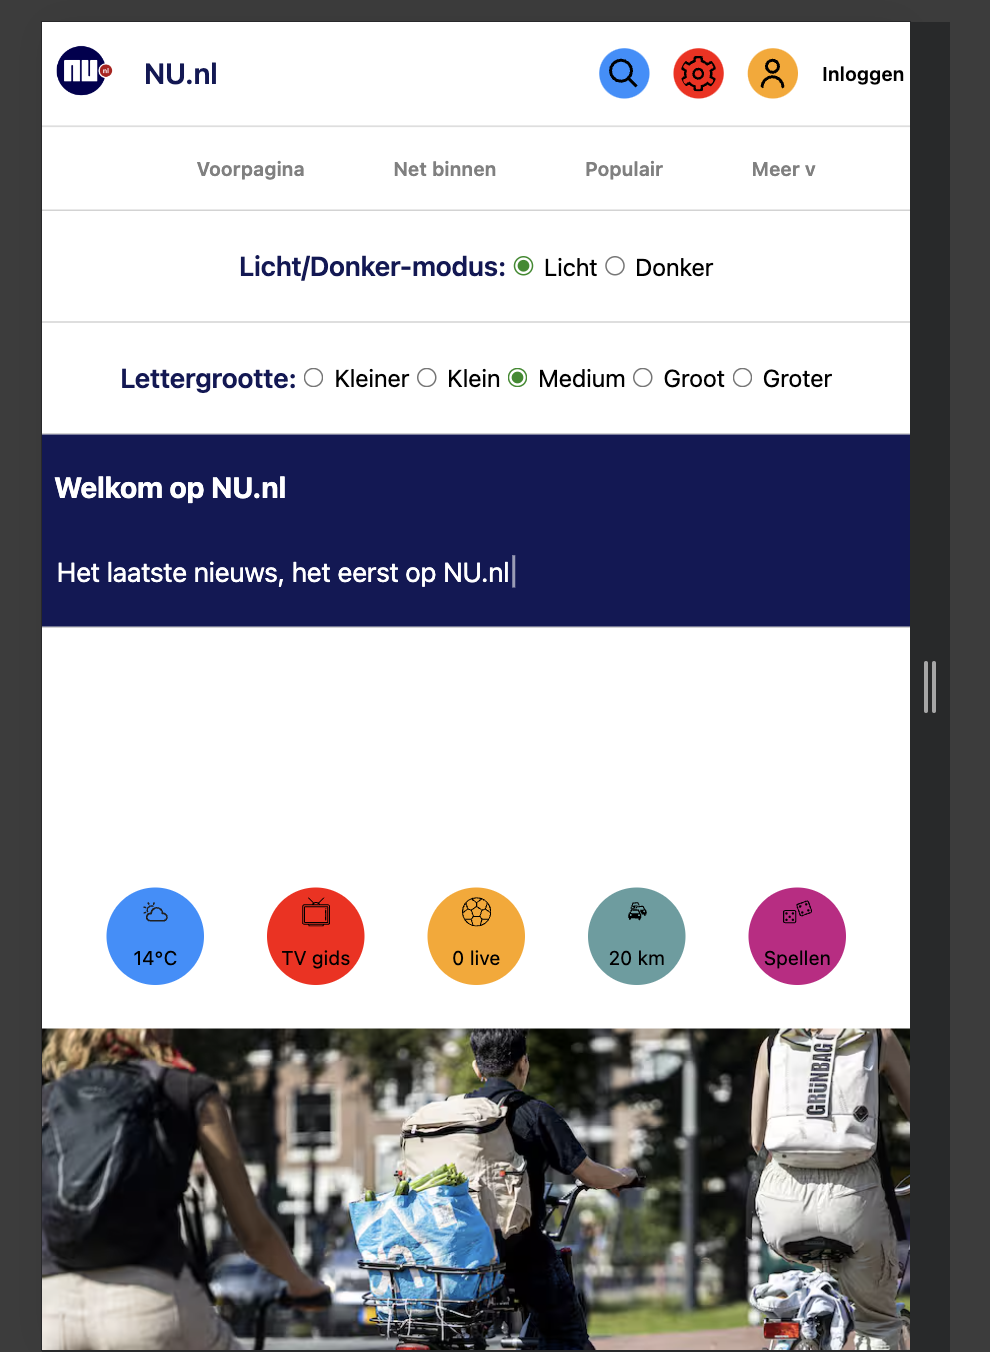 nu nl NU.nl Inloggen
Voorpagina Net binnen Populair Meer v
Licht/Donker-modus: Licht Donker
Lettergrootte: Kleiner Klein Medium Groot Groter
Welkom op NU.nl
Het laatste nieuws, het eerst op NU.nl
14°C TV gids 0 live 20 km Spellen
GRÜNBAG